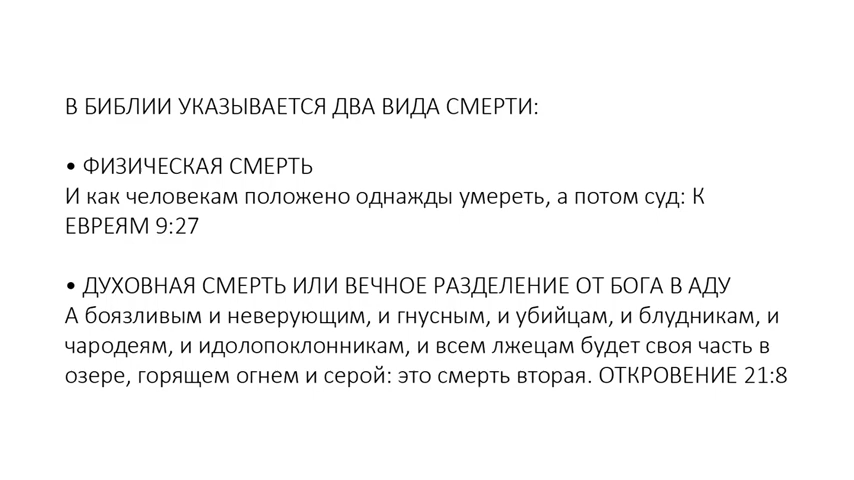 В БИБЛИИ УКАЗЫВАЕТСЯ ДВА ВИДА СМЕРТИ:
• ФИЗИЧЕСКАЯ СМЕРТЬ
И как человекам положено однажды умереть, а потом суд: К
ЕВРЕЯМ 9:27
• ДУХОВНАЯ СМЕРТЬ ИЛИ ВЕЧНОЕ РАЗДЕЛЕНИЕ ОТ БОГА В АДУ
А боязливым и неверующим, и гнусным, и убийцам, и блудникам, и
чародеям, и идолопоклонникам, и всем лжецам будет своя часть в
озере, горящем огнем и серой: это смерть вторая. ОТКРОВЕНИЕ 21:8